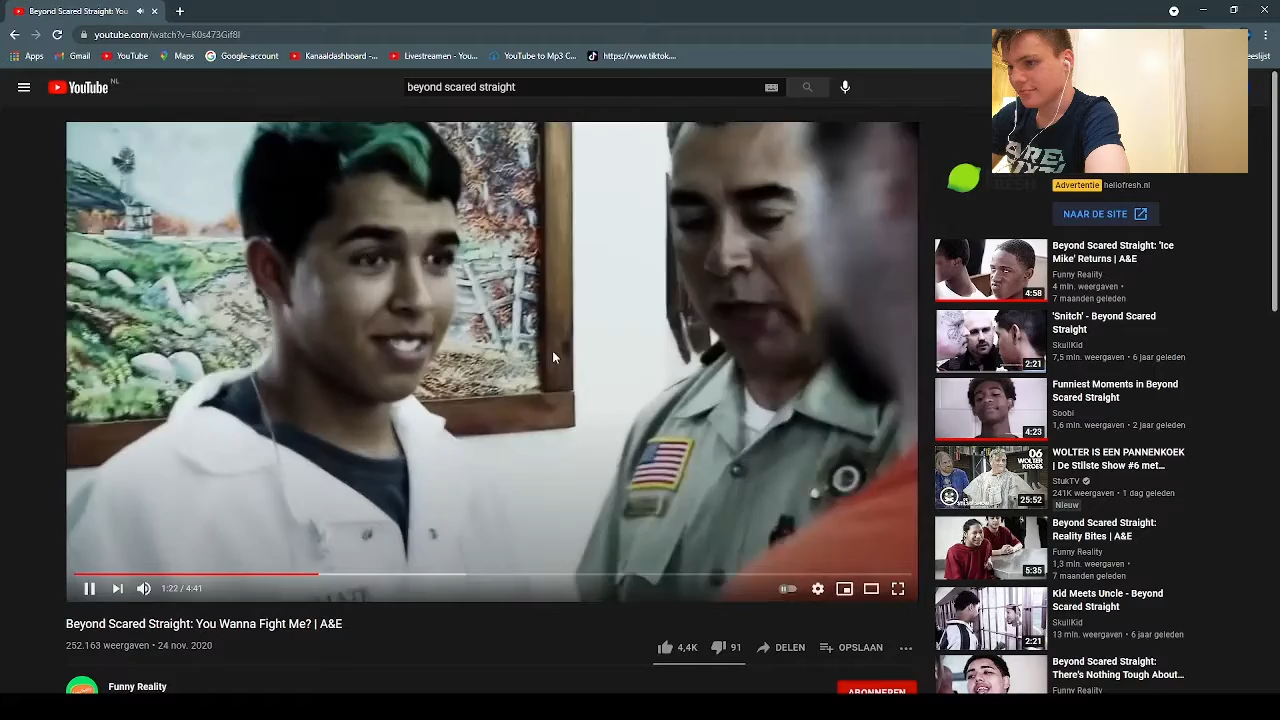 Beyond Scared Straight: You
youtube.com/watch?v=K0s473Gif8I
Apps
Gmail
YouTube
Maps
Google-account
Kanaaldashboard -...
Livestreamen - You...
YouTube to Mp3 C...
https://www.tiktok....
eeslijst
YouTube NL
beyond scared straight
Advertentie hellofresh.nl
NAAR DE SITE
Beyond Scared Straight: 'Ice
Mike' Returns | A&E
Funny Reality
4 mln. weergaven •
7 maanden geleden
4:58
'Snitch' - Beyond Scared
Straight
SkullKid
7,5 mln. weergaven • 6 jaar geleden
2:21
Funniest Moments in Beyond
Scared Straight
Soobi
1,6 mln. weergaven • 2 jaar geleden
4:23
WOLTER IS EEN PANNENKOEK
| De Stilste Show #6 met...
StukTV
241K weergaven • 1 dag geleden
Nieuw
06
WOLTER
KROES
25:52
Beyond Scared Straight:
Reality Bites | A&E
Funny Reality
1,3 mln. weergaven •
7 maanden geleden
5:35
Kid Meets Uncle - Beyond
Scared Straight
SkullKid
13 mln. weergaven • 6 jaar geleden
2:21
Beyond Scared Straight:
There's Nothing Tough About...
Funny Reality
1:22 / 4:41
Beyond Scared Straight: You Wanna Fight Me? | A&E
252.163 weergaven • 24 nov. 2020
4,4K
91
DELEN
OPSLAAN
Funny Reality
ABONNEREN